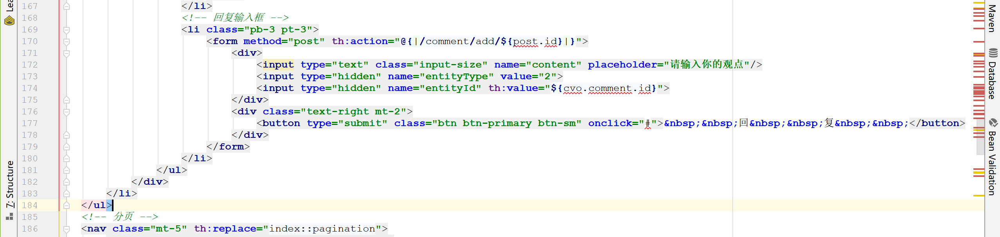 167 </li>
168 <!-- 回复输入框 -->
169 <li class="pb-3 pt-3">
170 <form method="post" th:action="@{|/comment/add/${post.id}|}">
171 <div>
172 <input type="text" class="input-size" name="content" placeholder="请输入你的观点"/>
173 <input type="hidden" name="entityType" value="2">
174 <input type="hidden" name="entityId" th:value="${cvo.comment.id}">
175 </div>
176 <div class="text-right mt-2">
177 <button type="submit" class="btn btn-primary btn-sm" onclick="#">&nbsp;&nbsp;回&nbsp;&nbsp;复&nbsp;&nbsp;</button>
178 </div>
179 </form>
180 </li>
181 </ul>
182 </div>
183 </li>
184 </ul>
185 <!-- 分页 -->
186 <nav class="mt-5" th:replace="index::pagination">
Lea
7: Structure
Maven
Database
Bean Validation